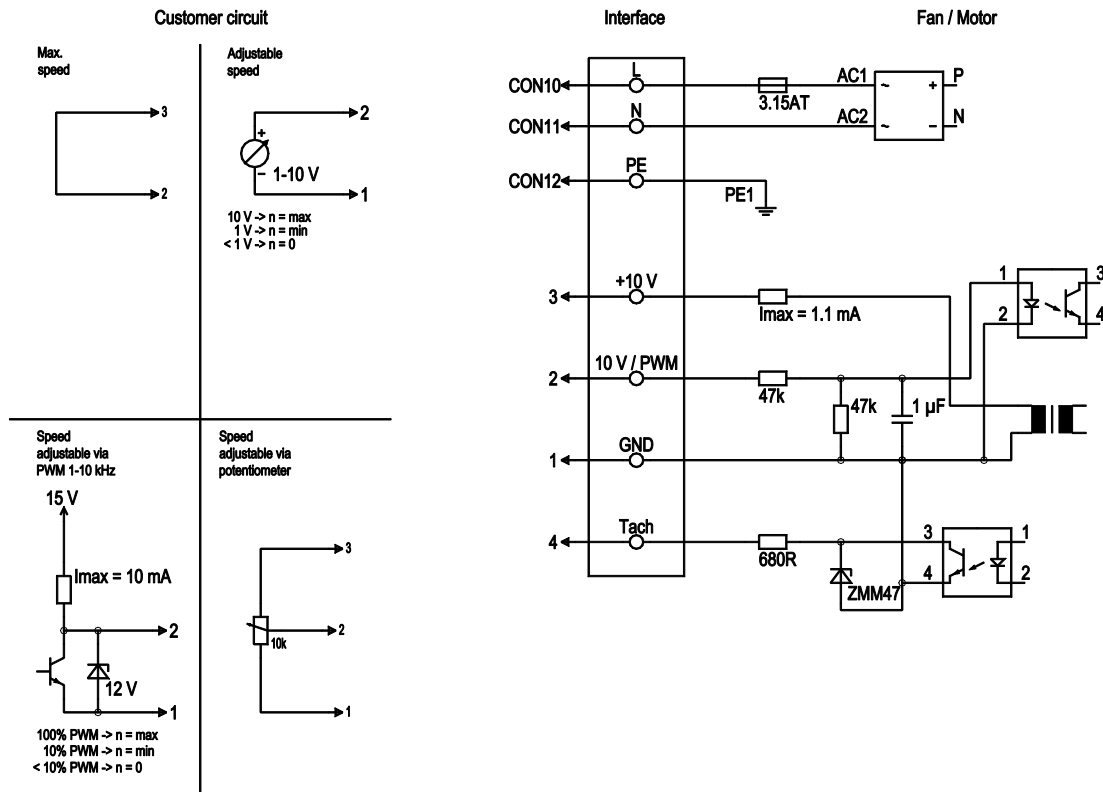 Customer circuit
Interface
Fan / Motor
Max.
speed
3
2
Adjustable
speed
2
+
–
1-10 V
1
10 V -> n = max
1 V -> n = min
< 1 V -> n = 0
Speed
adjustable via
PWM 1-10 kHz
15 V
Imax = 10 mA
2
12 V
1
100% PWM -> n = max
10% PWM -> n = min
< 10% PWM -> n = 0
Speed
adjustable via
potentiometer
3
2
10k
1
CON10
L
3.15AT
AC1
~
+
P
CON11
N
AC2
~
–
N
CON12
PE
PE1
3
+10 V
Imax = 1.1 mA
1
2
3
4
2
10 V / PWM
47k
47k
1 µF
1
GND
4
Tach
680R
ZMM47
3
4
1
2